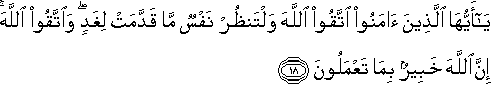 يَـٰٓأَيُّهَا ٱلَّذِينَ ءَامَنُوا۟ ٱتَّقُوا۟ ٱللَّهَ وَلْتَنظُرْ نَفْسٌ مَّا قَدَّمَتْ لِغَدٍ ۖ وَٱتَّقُوا۟ ٱللَّهَ ۚ
إِنَّ ٱللَّهَ خَبِيرٌۢ بِمَا تَعْمَلُونَ ۝١٨